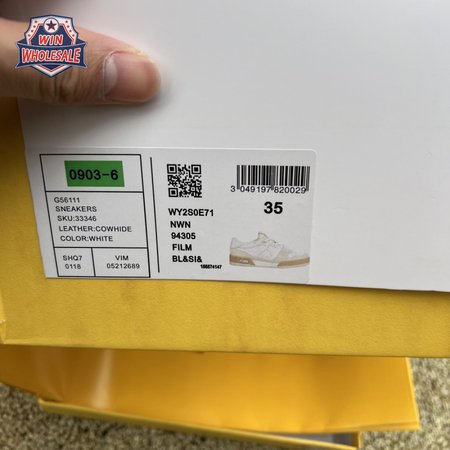 WIN
WHOLESALE
0903-6
G56111
SNEAKERS
SKU:33346
LEATHER:COWHIDE
COLOR:WHITE
SHQ7
0118
VIM
05212689
WY2S0E71
NWN
94305
FILM
BL&SI&
186874147
3 049197 820029
35